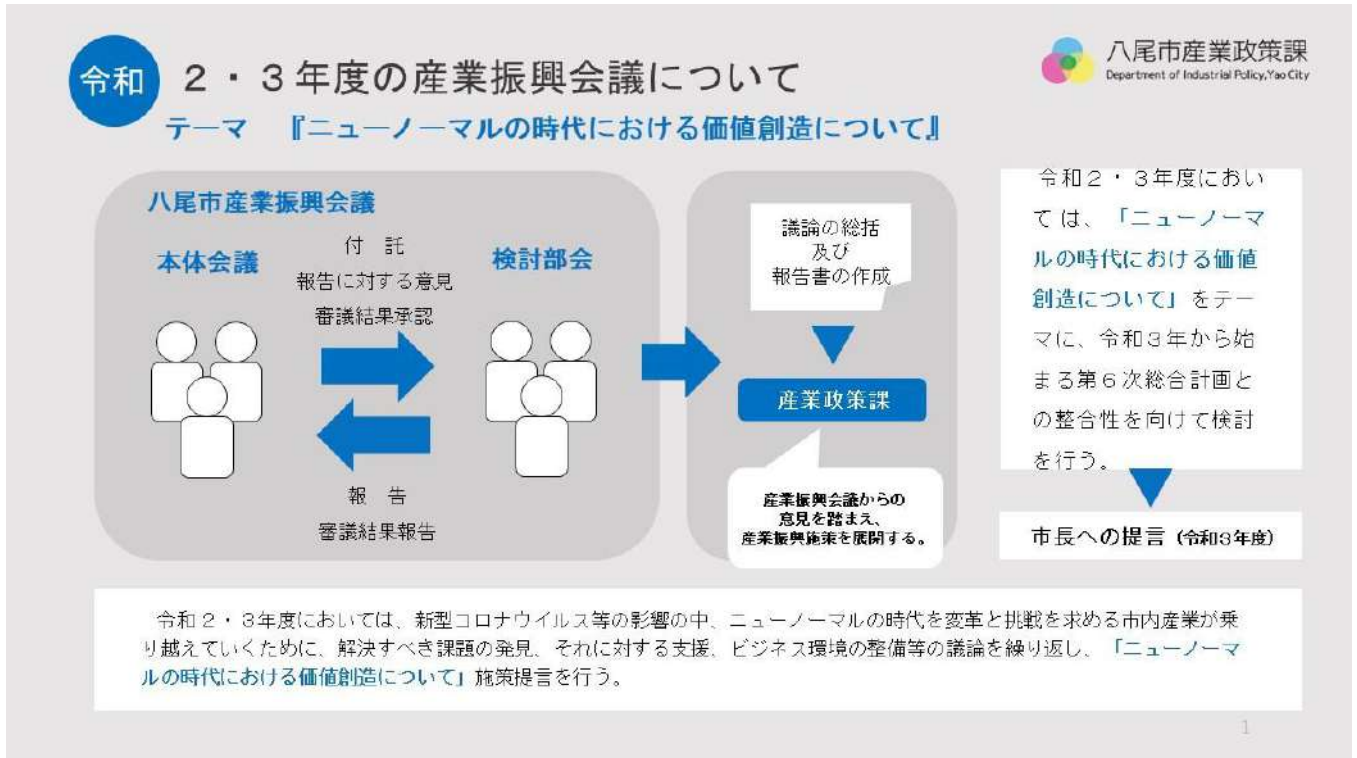 令和
2・3年度の産業振興会議について
テーマ 『ニューノーマルの時代における価値創造について』
八尾市産業政策課
Department of Industrial Policy,Yao City
八尾市産業振興会議
本体会議
付 託
報告に対する意見
審議結果承認
検討部会
報 告
審議結果報告
議論の総括
及び
報告書の作成
産業政策課
産業振興会議からの
意見を踏まえ、
産業振興施策を展開する。
令和2・3年度におい
ては、「ニューノーマ
ルの時代における価値
創造について」をテー
マに、令和3年から始
まる第6次総合計画と
の整合性を向けて検討
を行う。
市長への提言(令和3年度)
令和2・3年度においては、新型コロナウイルス等の影響の中、ニューノーマルの時代を変革と挑戦を求める市内産業が乗
り越えていくために、解決すべき課題の発見、それに対する支援、ビジネス環境の整備等の議論を繰り返し、「ニューノーマ
ルの時代における価値創造について」施策提言を行う。
1